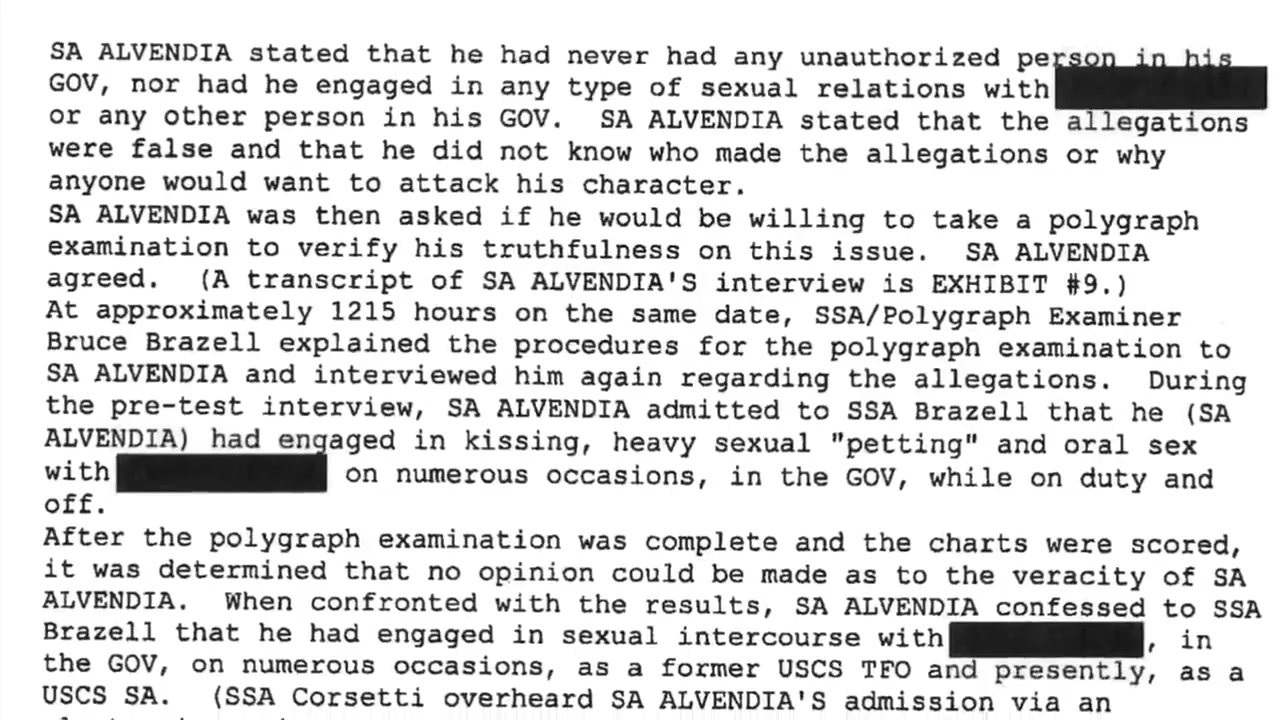 SA ALVENDIA stated that he had never had any unauthorized person in his
GOV, nor had he engaged in any type of sexual relations with
or any other person in his GOV.  SA ALVENDIA stated that the allegations
were false and that he did not know who made the allegations or why
anyone would want to attack his character.
SA ALVENDIA was then asked if he would be willing to take a polygraph
examination to verify his truthfulness on this issue.  SA ALVENDIA
agreed.  (A transcript of SA ALVENDIA'S interview is EXHIBIT #9.)
At approximately 1215 hours on the same date, SSA/Polygraph Examiner
Bruce Brazell explained the procedures for the polygraph examination to
SA ALVENDIA and interviewed him again regarding the allegations.  During
the pre-test interview, SA ALVENDIA admitted to SSA Brazell that he (SA
ALVENDIA) had engaged in kissing, heavy sexual "petting" and oral sex
with on numerous occasions, in the GOV, while on duty and
off.
After the polygraph examination was complete and the charts were scored,
it was determined that no opinion could be made as to the veracity of SA
ALVENDIA.  When confronted with the results, SA ALVENDIA confessed to SSA
Brazell that he had engaged in sexual intercourse with , in
the GOV, on numerous occasions, as a former USCS TFO and presently, as a
USCS SA.  (SSA Corsetti overheard SA ALVENDIA'S admission via an